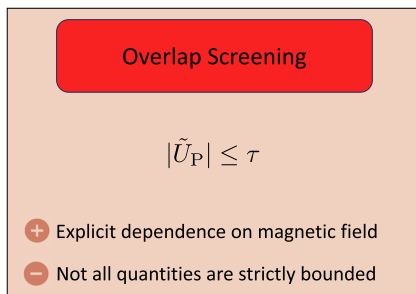 Overlap Screening
|Ũ_P| ≤ τ
+ Explicit dependence on magnetic field
− Not all quantities are strictly bounded